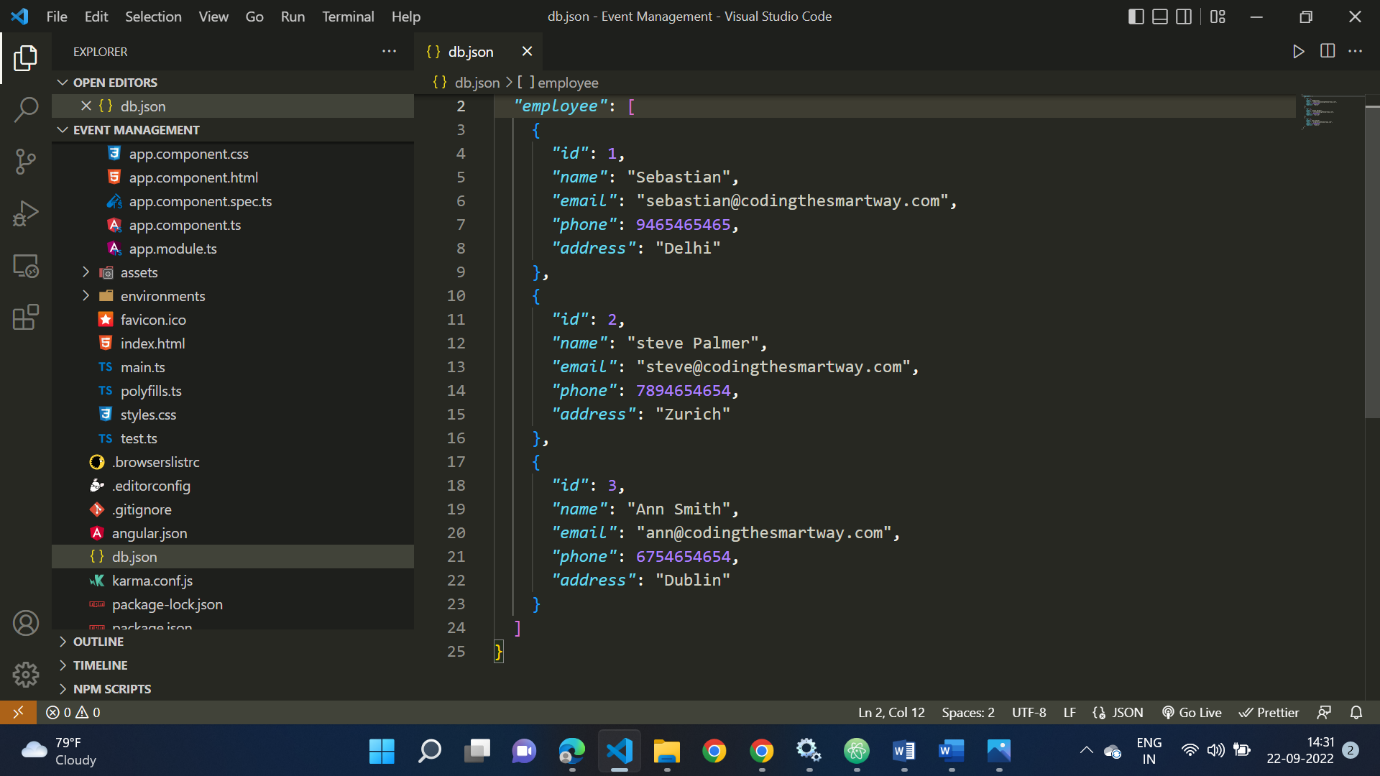 File Edit Selection View Go Run Terminal Help
db.json - Event Management - Visual Studio Code
EXPLORER
OPEN EDITORS
db.json
EVENT MANAGEMENT
app.component.css
app.component.html
app.component.spec.ts
app.component.ts
app.module.ts
assets
environments
favicon.ico
index.html
TS main.ts
TS polyfills.ts
styles.css
TS test.ts
.browserslistrc
.editorconfig
.gitignore
angular.json
{} db.json
karma.conf.js
package-lock.json
package.json
OUTLINE
TIMELINE
NPM SCRIPTS
{} db.json
{} db.json > [ ] employee
2 "employee": [
3 {
4 "id": 1,
5 "name": "Sebastian",
6 "email": "sebastian@codingthesmartway.com",
7 "phone": 9465465465,
8 "address": "Delhi"
9 },
10 {
11 "id": 2,
12 "name": "steve Palmer",
13 "email": "steve@codingthesmartway.com",
14 "phone": 7894654654,
15 "address": "Zurich"
16 },
17 {
18 "id": 3,
19 "name": "Ann Smith",
20 "email": "ann@codingthesmartway.com",
21 "phone": 6754654654,
22 "address": "Dublin"
23 }
24 ]
25 }
0 0 Ln 2, Col 12 Spaces: 2 UTF-8 LF {} JSON Go Live Prettier
79°F
Cloudy
ENG
IN
14:31
22-09-2022
2